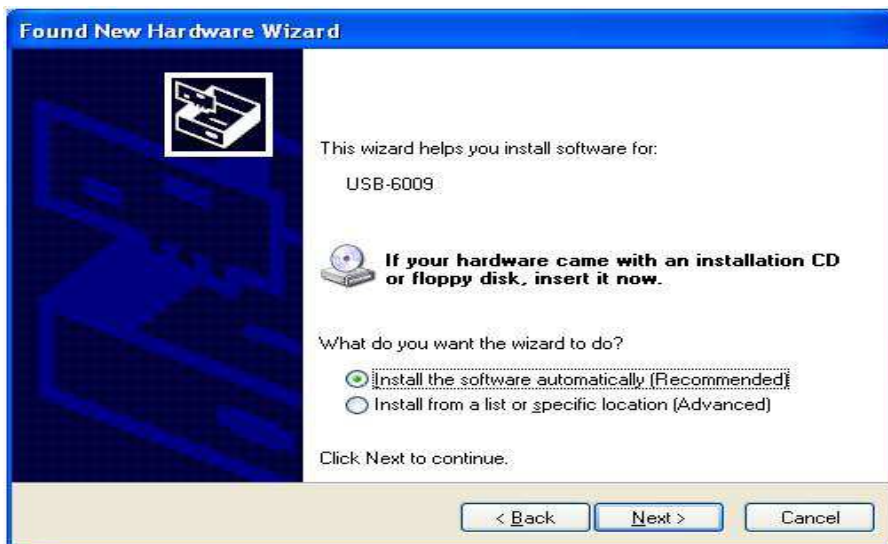 Found New Hardware Wizard
This wizard helps you install software for:
USB-6009
If your hardware came with an installation CD
or floppy disk, insert it now.
What do you want the wizard to do?
Install the software automatically (Recommended)
Install from a list or specific location (Advanced)
Click Next to continue.
< Back Next > Cancel